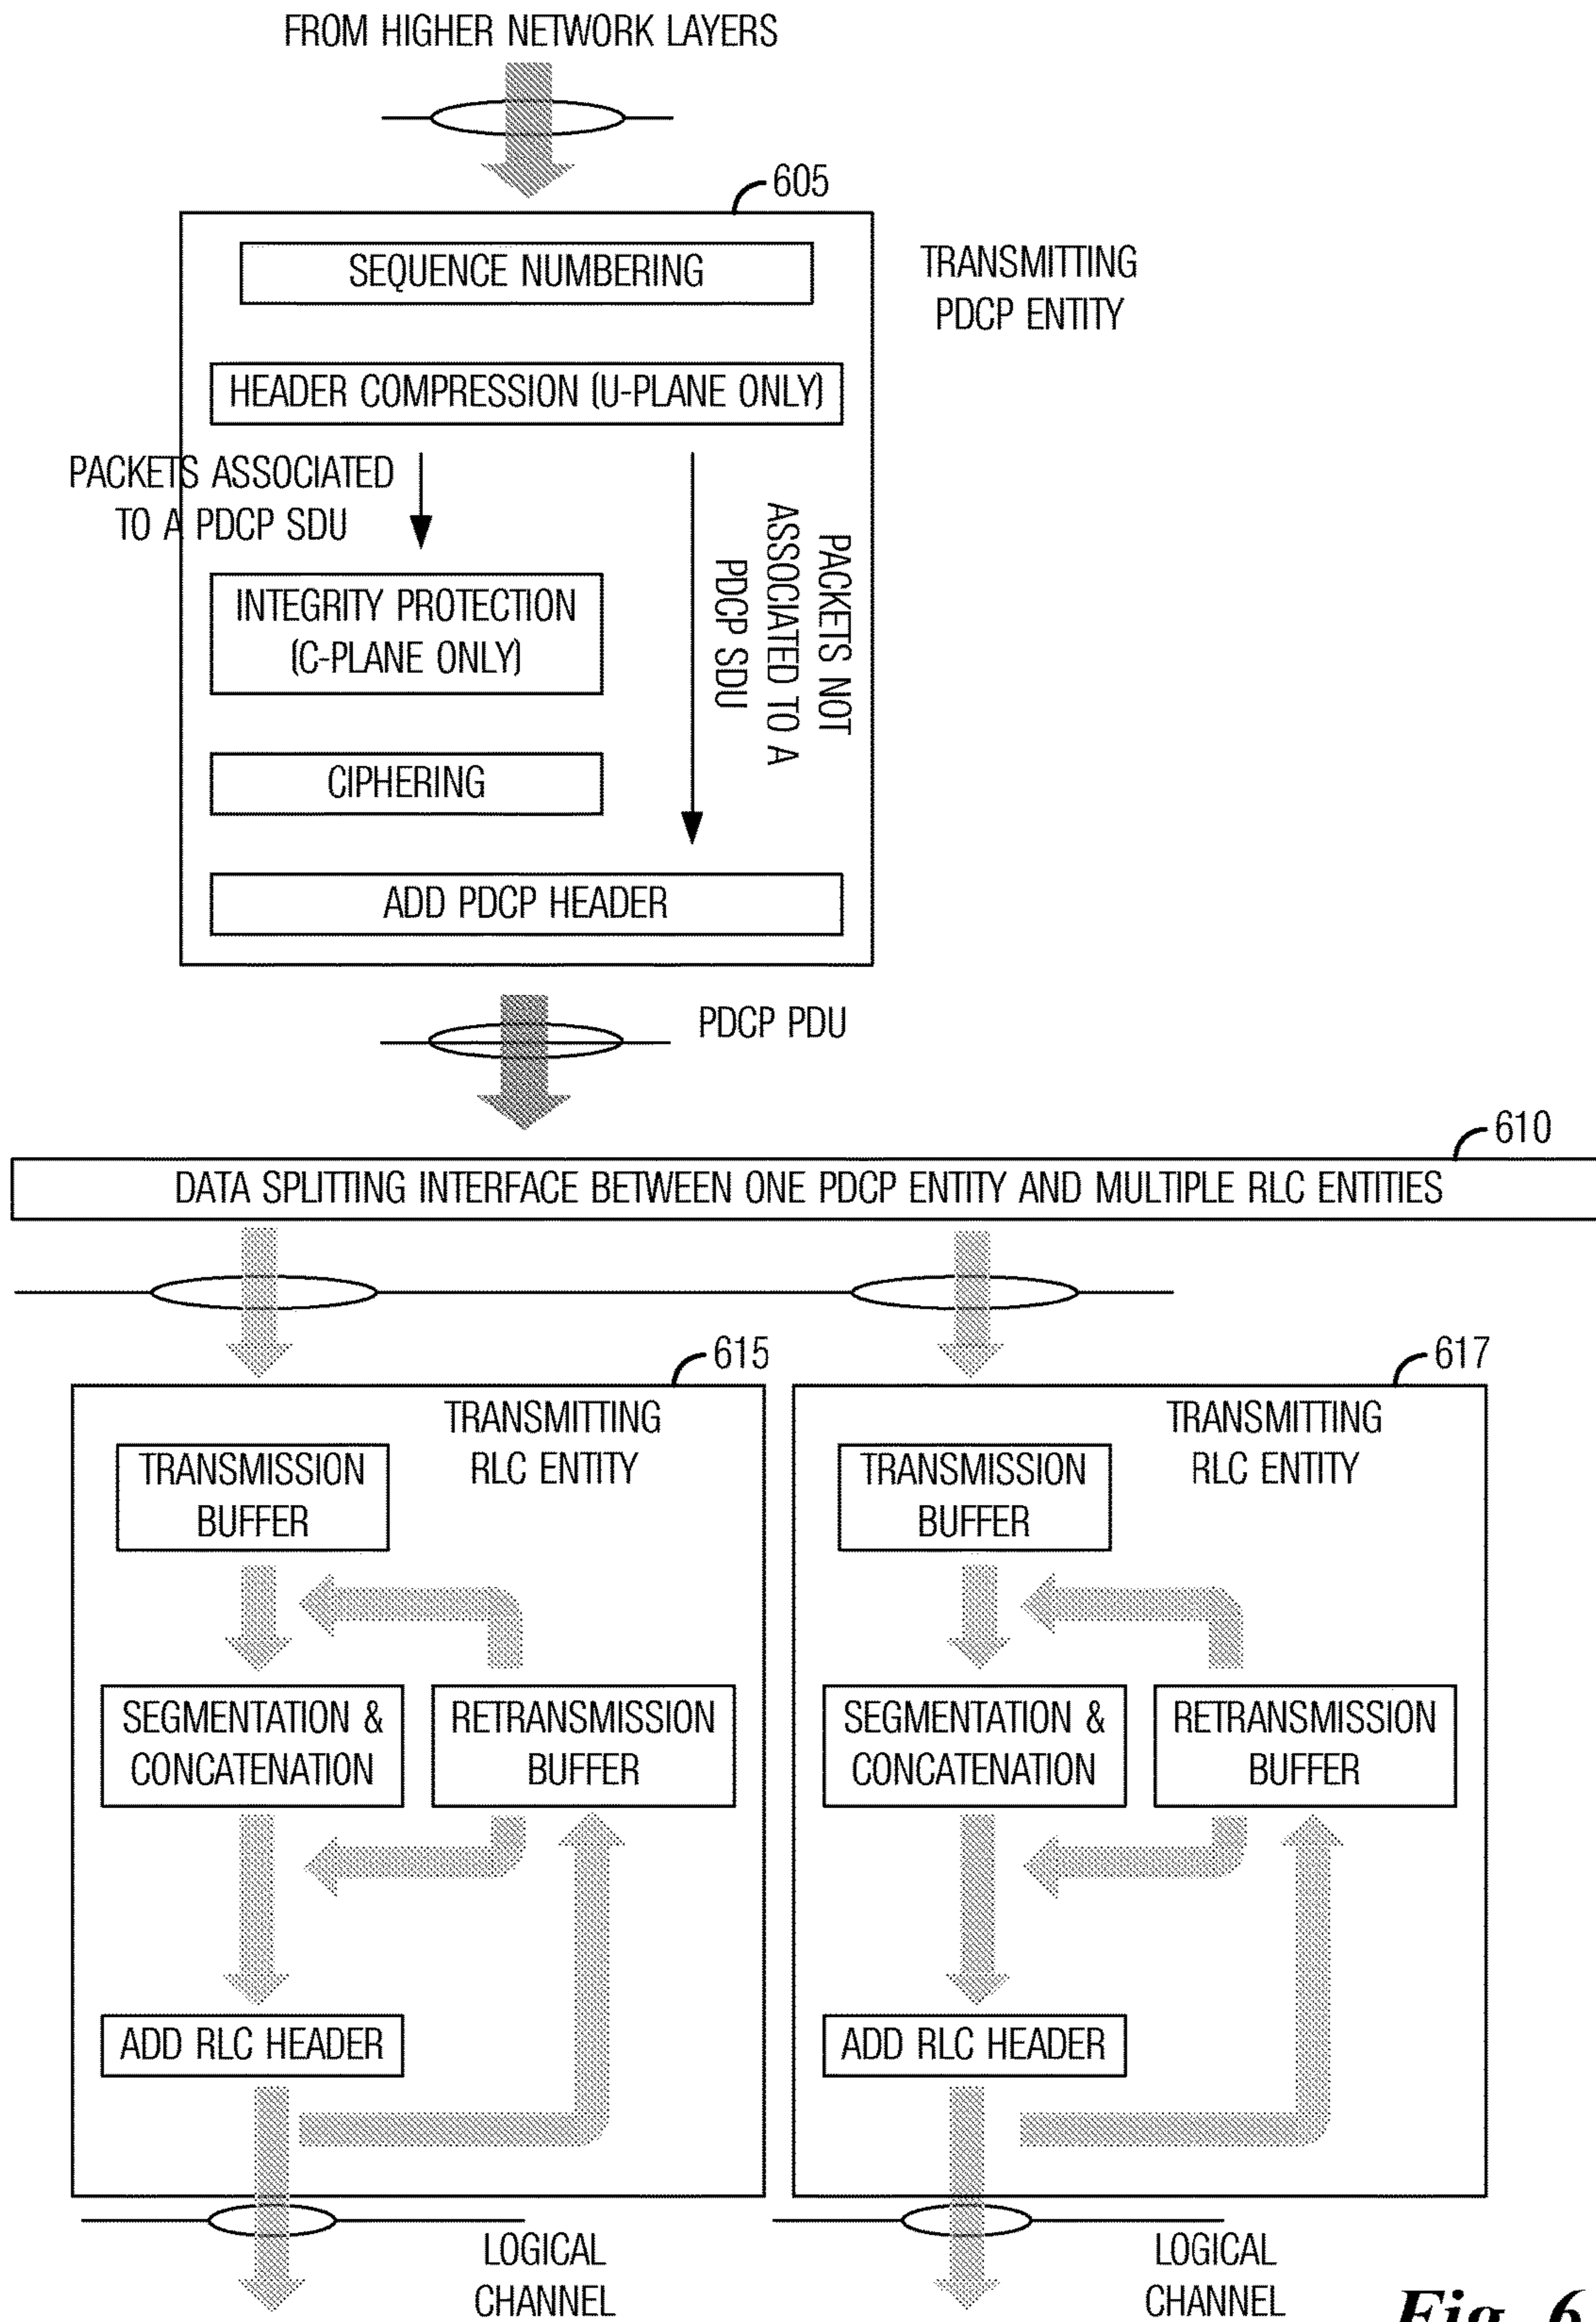 FROM HIGHER NETWORK LAYERS
605
SEQUENCE NUMBERING
TRANSMITTING
PDCP ENTITY
HEADER COMPRESSION (U-PLANE ONLY)
PACKETS ASSOCIATED
TO A PDCP SDU
PACKETS NOT
ASSOCIATED TO A
PDCP SDU
INTEGRITY PROTECTION
(C-PLANE ONLY)
CIPHERING
ADD PDCP HEADER
PDCP PDU
610
DATA SPLITTING INTERFACE BETWEEN ONE PDCP ENTITY AND MULTIPLE RLC ENTITIES
615
TRANSMITTING
RLC ENTITY
TRANSMISSION
BUFFER
SEGMENTATION &
CONCATENATION
RETRANSMISSION
BUFFER
ADD RLC HEADER
LOGICAL
CHANNEL
617
TRANSMITTING
RLC ENTITY
TRANSMISSION
BUFFER
SEGMENTATION &
CONCATENATION
RETRANSMISSION
BUFFER
ADD RLC HEADER
LOGICAL
CHANNEL
Fig. 6